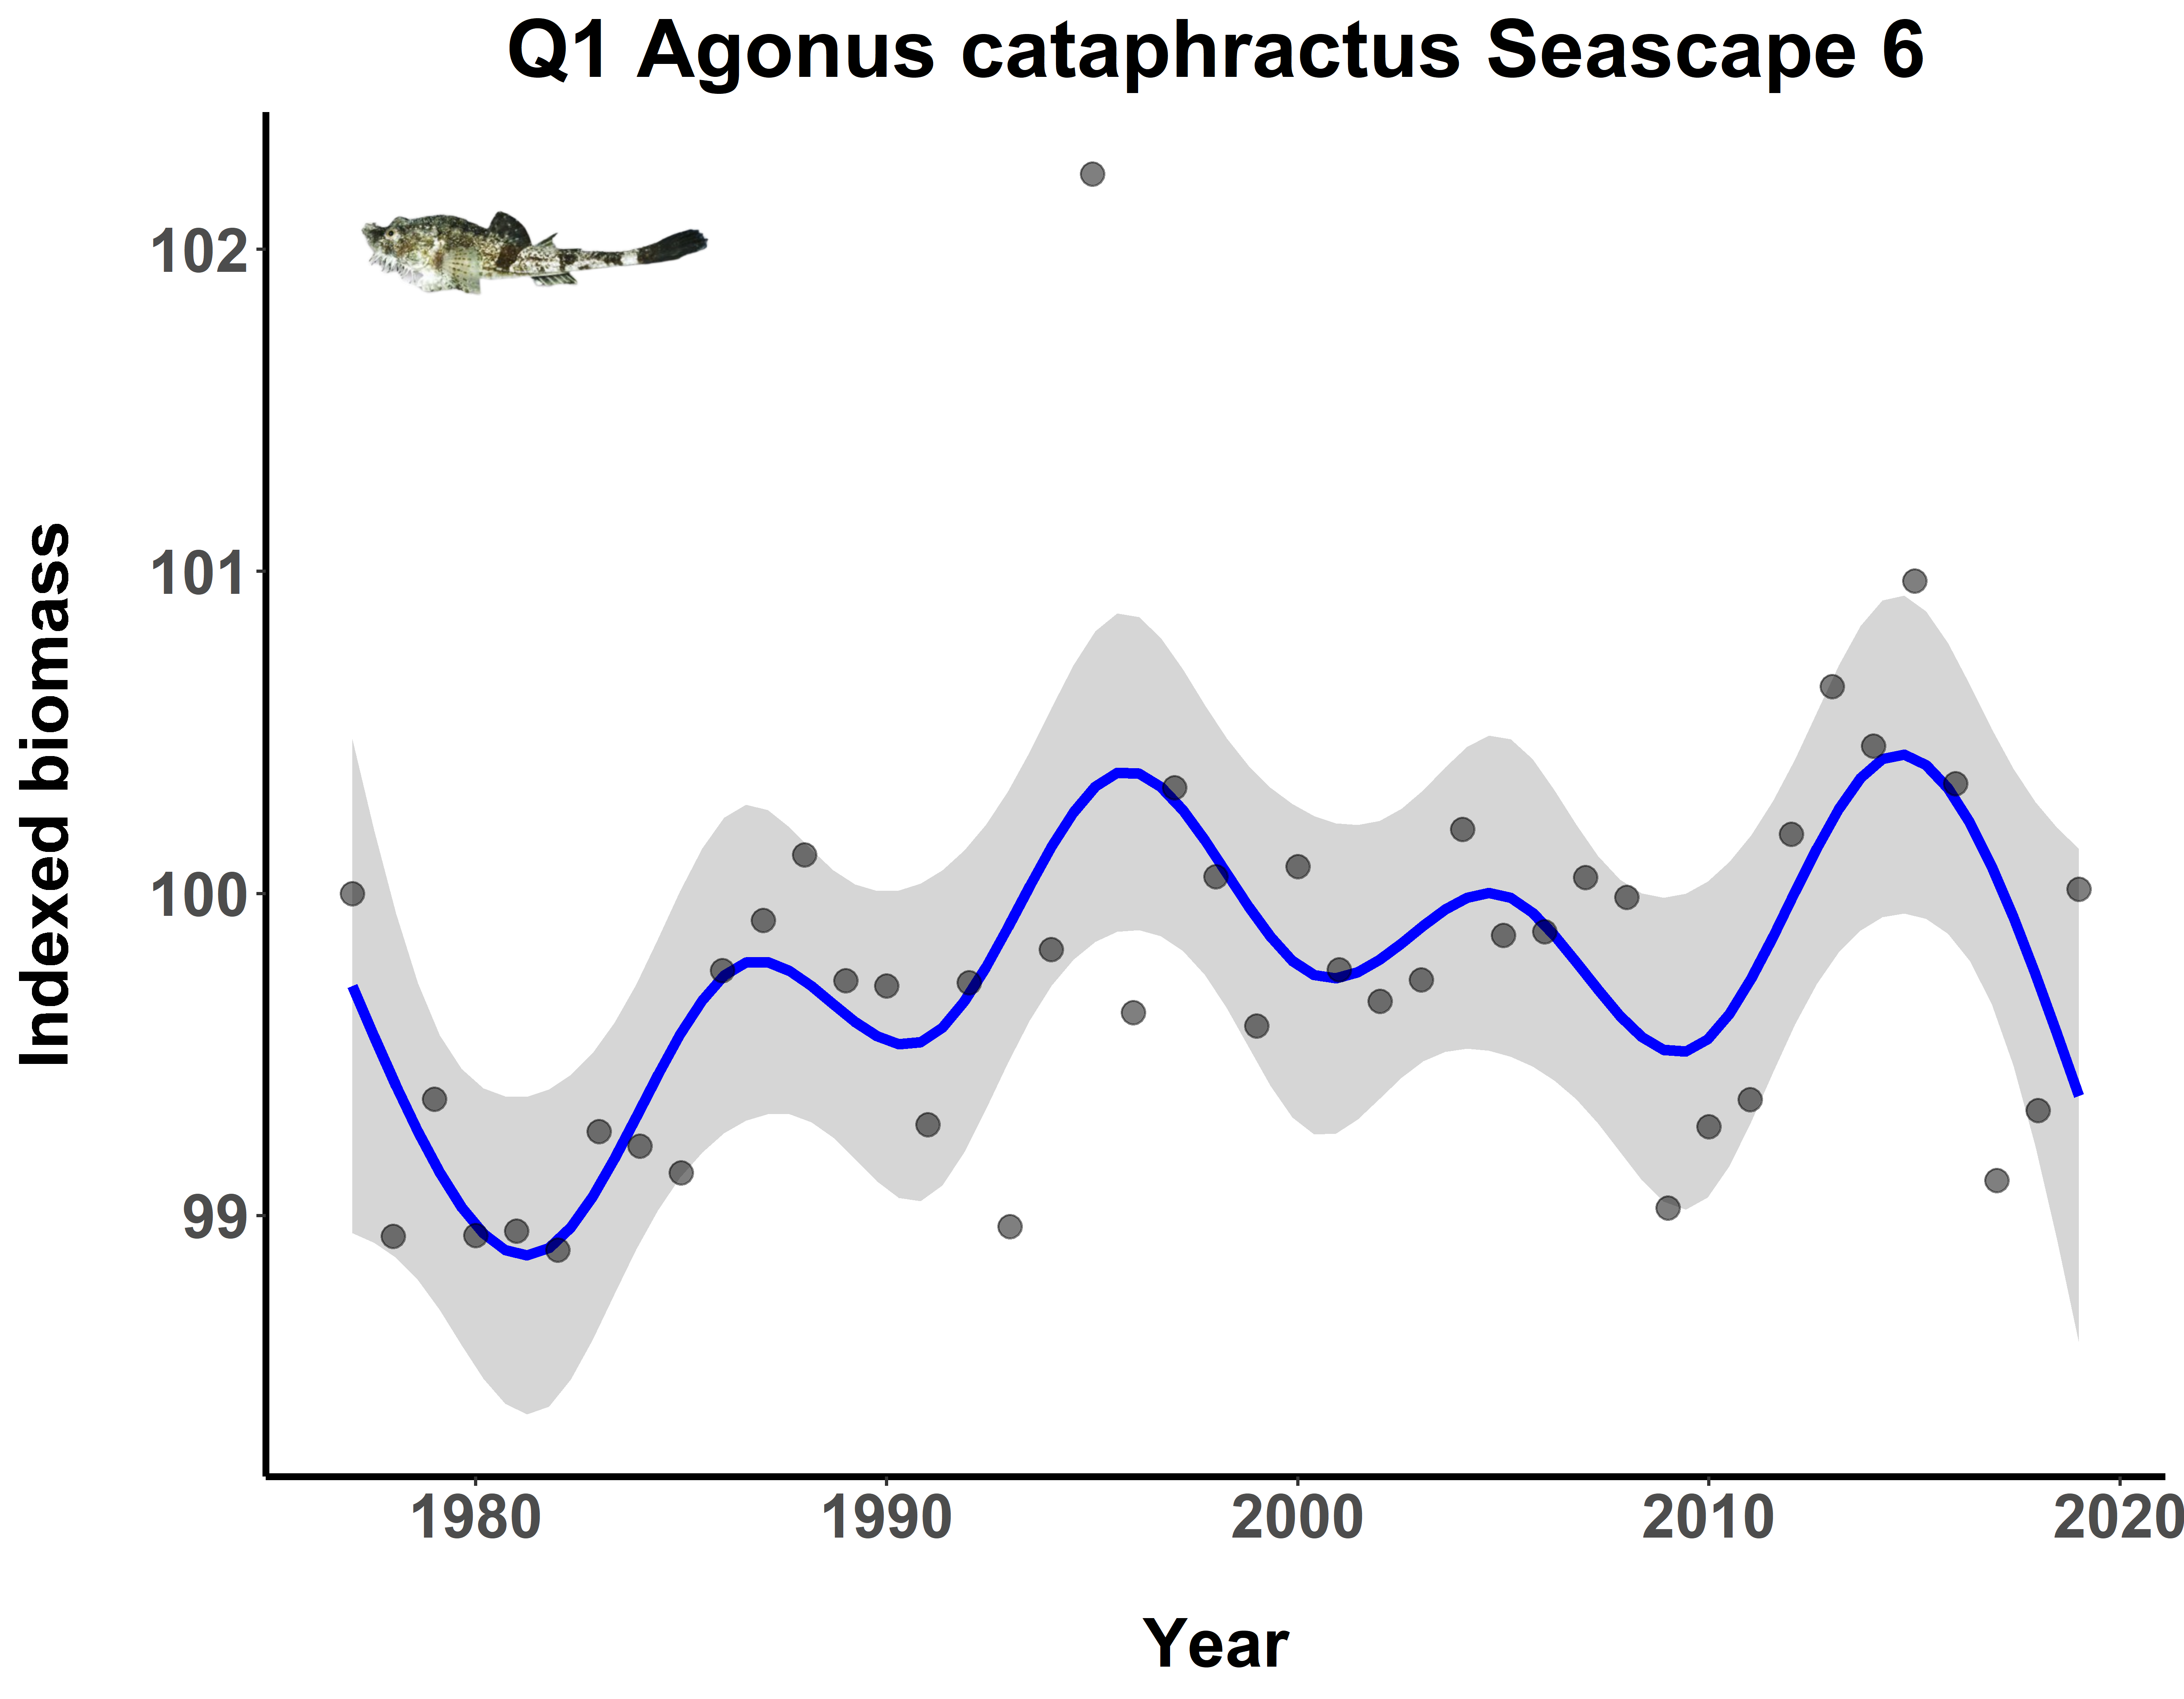 Q1 Agonus cataphractus Seascape 6
Indexed biomass
102
101
100
99
1980 1990 2000 2010 2020
Year